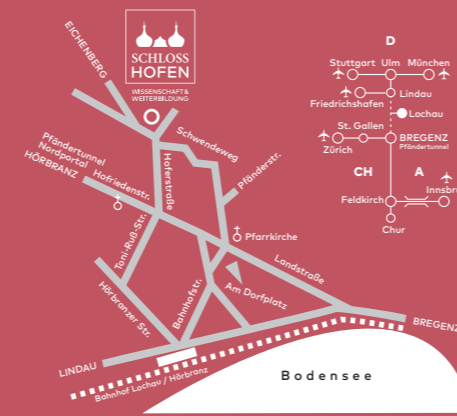 SCHLOSS
HOFEN
WISSENSCHAFT &
WEITERBILDUNG
EICHENBERG
Schwendeweg
Pfänderstr.
Pfändertunnel
Nordportal
HÖRBRANZ
Hofriedenstr.
Hoferstraße
Toni-Ruß-Str.
Pfarrkirche
Landstraße
Hörbranzer Str.
Bahnhofstr.
Am Dorfplatz
LINDAU
Bahnhof Lochau / Hörbranz
BREGENZ
Bodensee
D
Stuttgart Ulm München
Lindau
Friedrichshafen
Lochau
St. Gallen
BREGENZ
Pfändertunnel
Zürich
CH A
Innsbru
Feldkirch
Chur